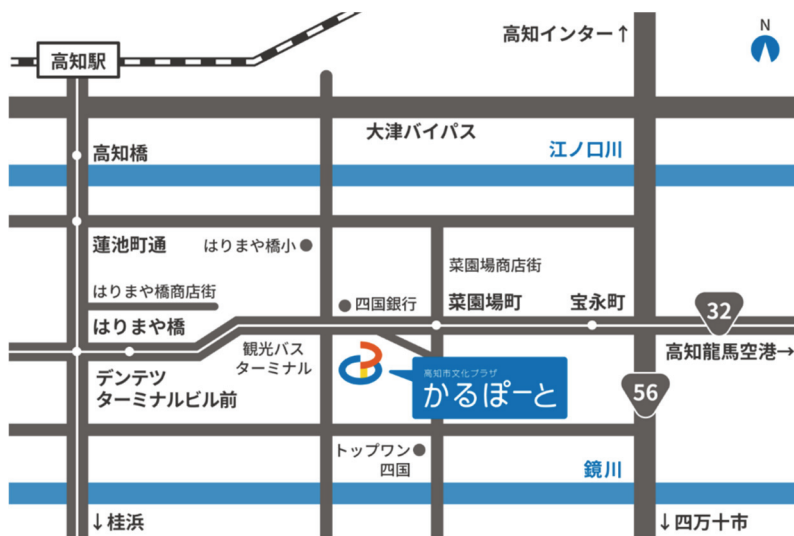 高知インター↑
N
高知駅
大津バイパス
高知橋
江ノ口川
蓮池町通
はりまや橋小
菜園場商店街
はりまや橋商店街
四国銀行
菜園場町
宝永町
32
はりまや橋
観光バス
ターミナル
高知龍馬空港→
デンテツ
ターミナルビル前
高知市文化プラザ
かるぽーと
56
トップワン
四国
鏡川
↓桂浜
↓四万十市